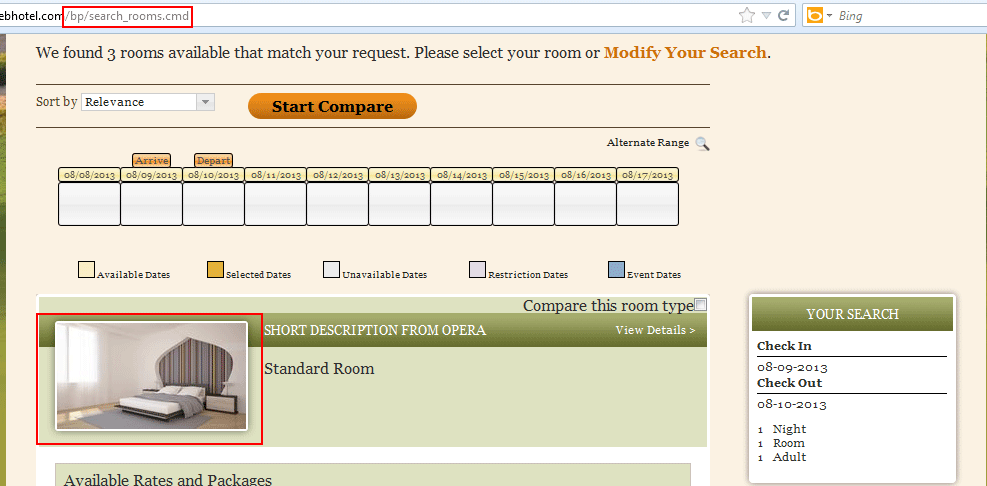 ebhotel.com/bp/search_rooms.cmd
Bing
We found 3 rooms available that match your request. Please select your room or Modify Your Search.
Sort by Relevance
Start Compare
Alternate Range
Arrive Depart
08/08/2013 08/09/2013 08/10/2013 08/11/2013 08/12/2013 08/13/2013 08/14/2013 08/15/2013 08/16/2013 08/17/2013
Available Dates Selected Dates Unavailable Dates Restriction Dates Event Dates
Compare this room type
SHORT DESCRIPTION FROM OPERA View Details >
Standard Room
Available Rates and Packages
YOUR SEARCH
Check In
08-09-2013
Check Out
08-10-2013
1 Night
1 Room
1 Adult